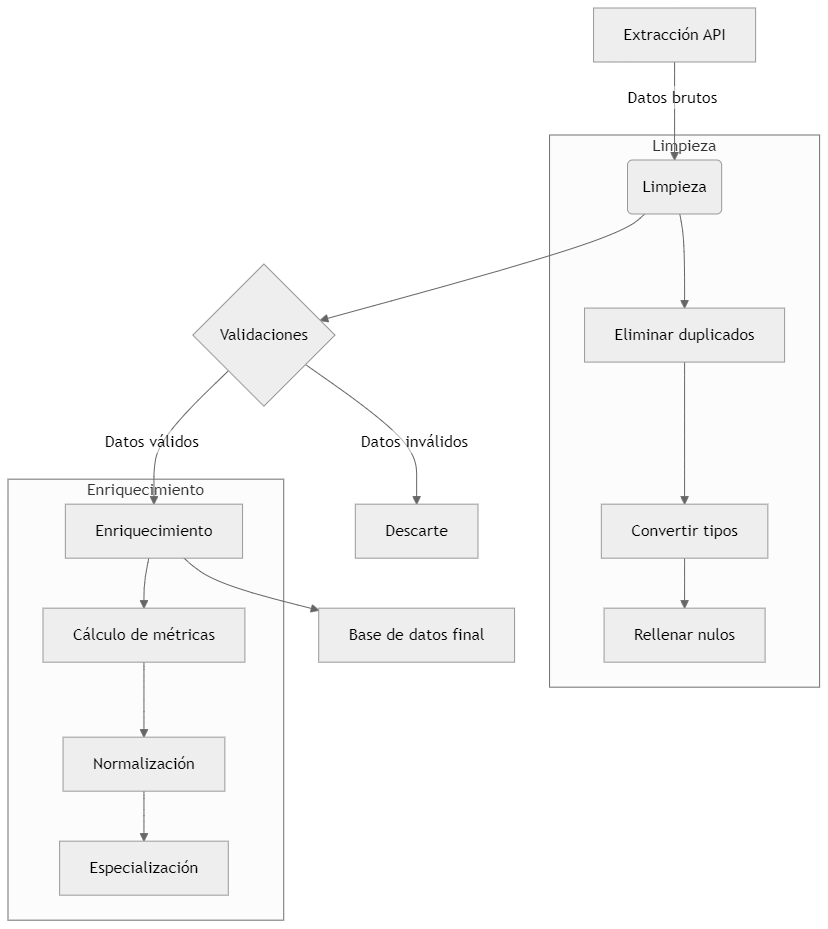 Extracción API
Datos brutos
Limpieza
Limpieza
Validaciones
Eliminar duplicados
Datos válidos
Datos inválidos
Enriquecimiento
Enriquecimiento
Descarte
Convertir tipos
Cálculo de métricas
Base de datos final
Rellenar nulos
Normalización
Especialización